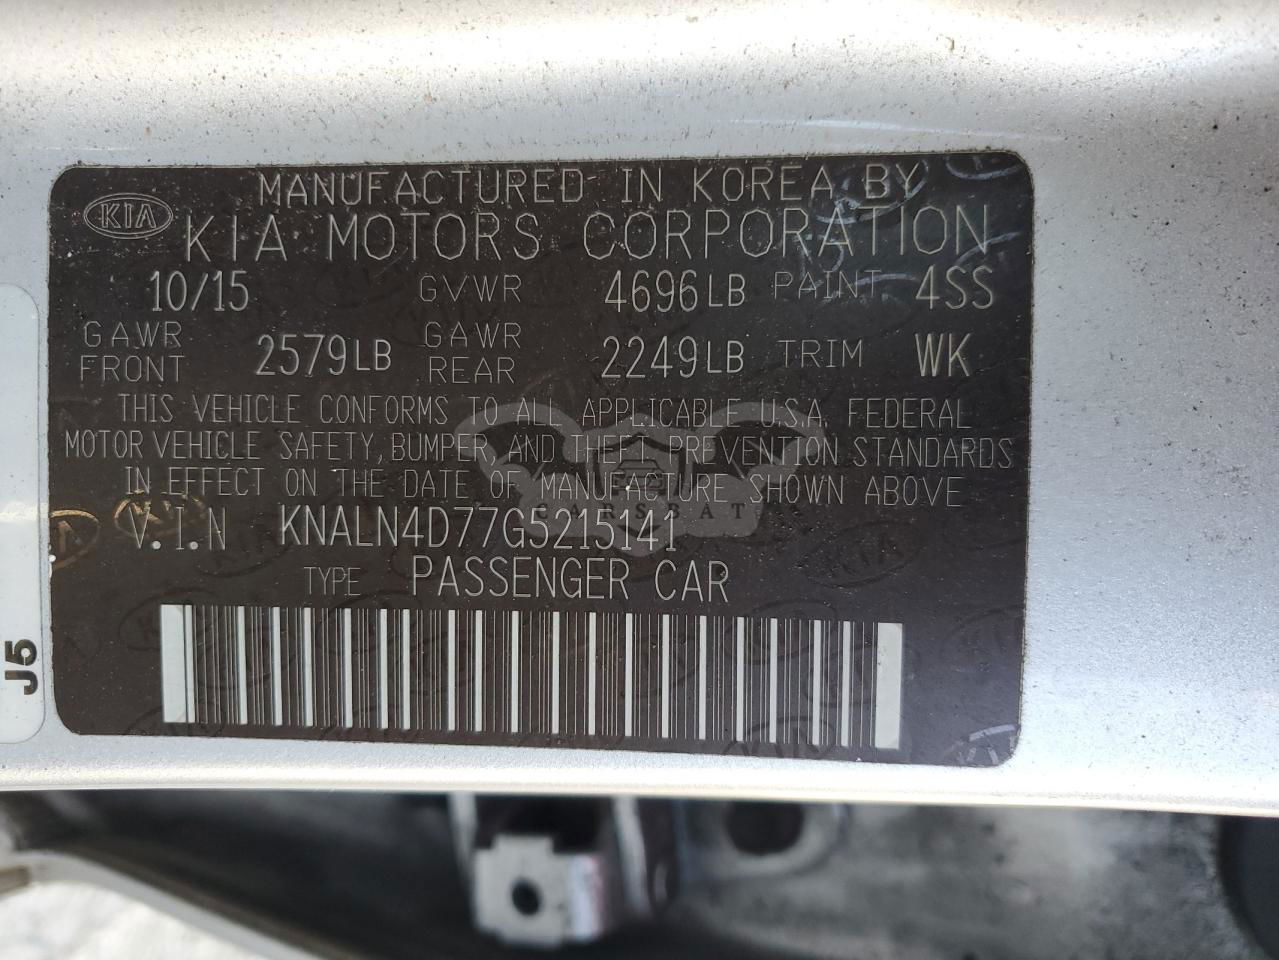 MANUFACTURED IN KOREA BY
KIA
KIA MOTORS CORPORATION
10/15 GVWR 4696LB PAINT 4SS
GAWR FRONT 2579LB GAWR REAR 2249LB TRIM WK
THIS VEHICLE CONFORMS TO ALL APPLICABLE U.S.A. FEDERAL
MOTOR VEHICLE SAFETY, BUMPER, AND THEFT PREVENTION STANDARDS
IN EFFECT ON THE DATE OF MANUFACTURE SHOWN ABOVE
CARSBAT
V.I.N KNALN4D77G5215141
TYPE PASSENGER CAR
J5